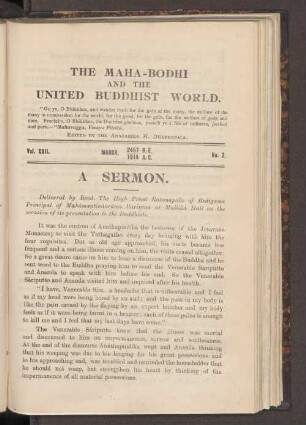 THE MAHA-BODHI
AND THE
UNITED BUDDHIST WORLD.
"Go ye, O Bhikkhus, and wander forth for the gain of the many, the welfare of the
many in compassion for the world, for the good, for the gain, for the welfare of gods and
men. Proclaim, O Bhikkhus, the Doctrine glorious, preach ye a life of holiness, perfect
and pure."—Mahavagga, Vinaya Pitaka.
EDITED BY THE ANAGARIKA H. DHARMAPALA.
Vol. XXII. MARCH, 2457 B.E. 1914 A.C. No. 3.
A SERMON.
Delivered by Revd. The High Priest Ratanapala of
Principal of Variwena at Mallika Hall on the
occasion of its presentation to the Buddhists.
It was the custom of Anathapindika the of the Jetavana
Monastery to visit the Tathagatha every day bringing with him the
four requisites. But as old age approached, his visits became less
frequent and a serious illness coming on him, the visits ceased altogether.
So a great desire came on him to hear a discourse of the Buddha and he
sent word to the Buddha praying him to send the Venerable Sariputto
and Ananda to speak with him before his end. So the Venerable
Sariputto and Ananda visited him and inquired after his health.
"I have, Venerable Sirs, a headache that is unbearable and I feel
as if my head were being bored by an auger and the pain in my body is
like the pain caused by the flaying by an expert butcher and my body
feels as if it were being burnt in a heater; each of these pains is enough
to kill me and I feel that my last days have come."
The Venerable Sariputto knew that the illness was mortal
and discoursed to him on impermanence, sorrow and soullessness.
At the end of the discourse Anathapindika wept and Ananda thinking
that his weeping was due to his longing for his great possessions and
to his approaching end, was troubled and reminded the householder that
he should not weep, but strengthen his heart by thinking of the
impermanence of all material possessions.